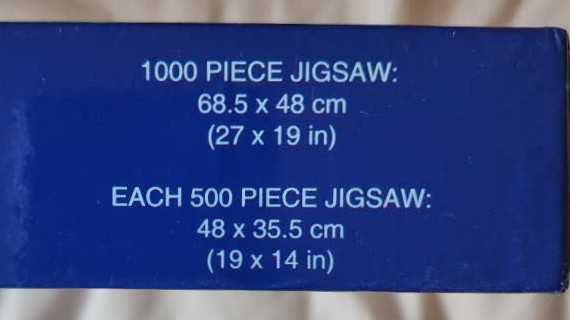 1000 PIECE JIGSAW:
68.5 x 48 cm
(27 x 19 in)
EACH 500 PIECE JIGSAW:
48 x 35.5 cm
(19 x 14 in)